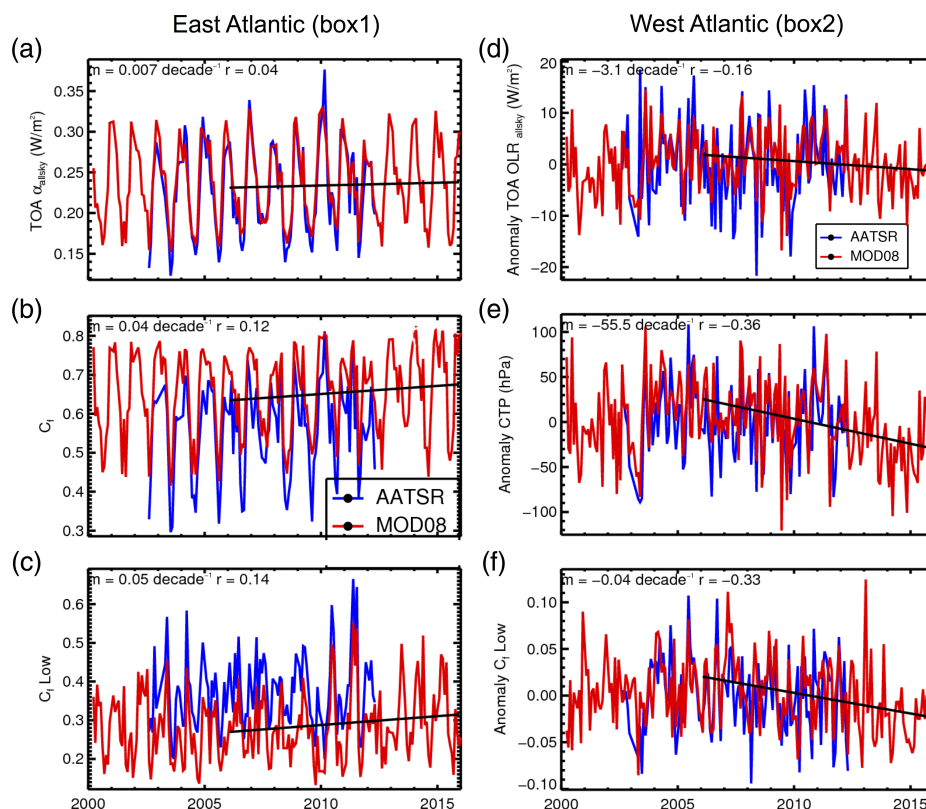 East Atlantic (box1)
West Atlantic (box2)
(a)
m = 0.007 decade⁻¹ r = 0.04
TOA α allsky (W/m²)
0.35
0.30
0.25
0.20
0.15
(b)
m = 0.04 decade⁻¹ r = 0.12
C f
0.8
0.7
0.6
0.5
0.4
0.3
AATSR
MOD08
(c)
m = 0.05 decade⁻¹ r = 0.14
C f Low
0.6
0.5
0.4
0.3
0.2
2000 2005 2010 2015
(d)
m = −3.1 decade⁻¹ r = −0.16
Anomaly TOA OLR allsky (W/m²)
20
10
0
−10
−20
AATSR
MOD08
(e)
m = −55.5 decade⁻¹ r = −0.36
Anomaly CTP (hPa)
100
50
0
−50
−100
(f)
m = −0.04 decade⁻¹ r = −0.33
Anomaly C f Low
0.10
0.05
0.00
−0.05
−0.10
2000 2005 2010 2015